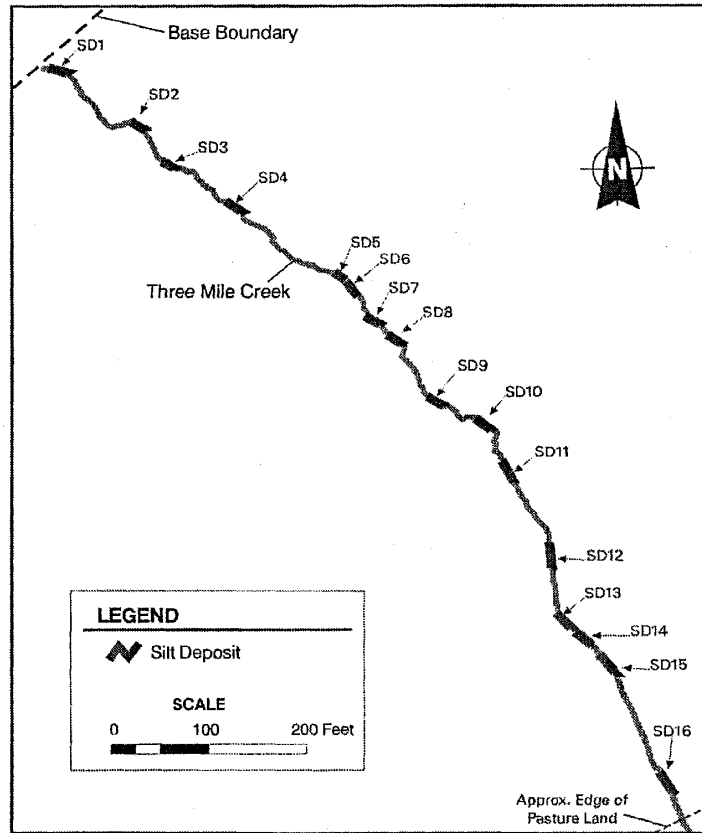 Base Boundary
SD1
SD2
SD3
SD4
N
SD5
SD6
Three Mile Creek
SD7
SD8
SD9
SD10
SD11
SD12
SD13
SD14
SD15
SD16
LEGEND
Silt Deposit
SCALE
0 100 200 Feet
Approx. Edge of
Pasture Land